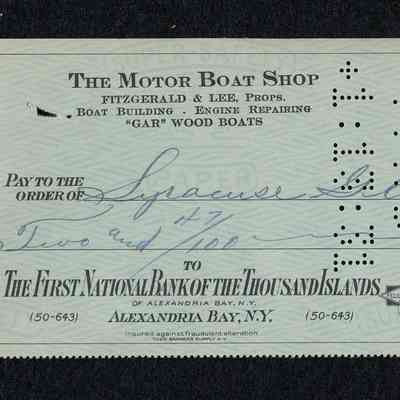 THE MOTOR BOAT SHOP
FITZGERALD & LEE, PROPS.
BOAT BUILDING - ENGINE REPAIRING
"GAR" WOOD BOATS
PAY TO THE
ORDER OF Syracuse
Two and 47/100
TO
THE FIRST NATIONAL BANK OF THE THOUSAND ISLANDS
OF ALEXANDRIA BAY, N.Y.
(50-643) ALEXANDRIA BAY, N.Y. (50-643)
Insured against fraudulent alteration